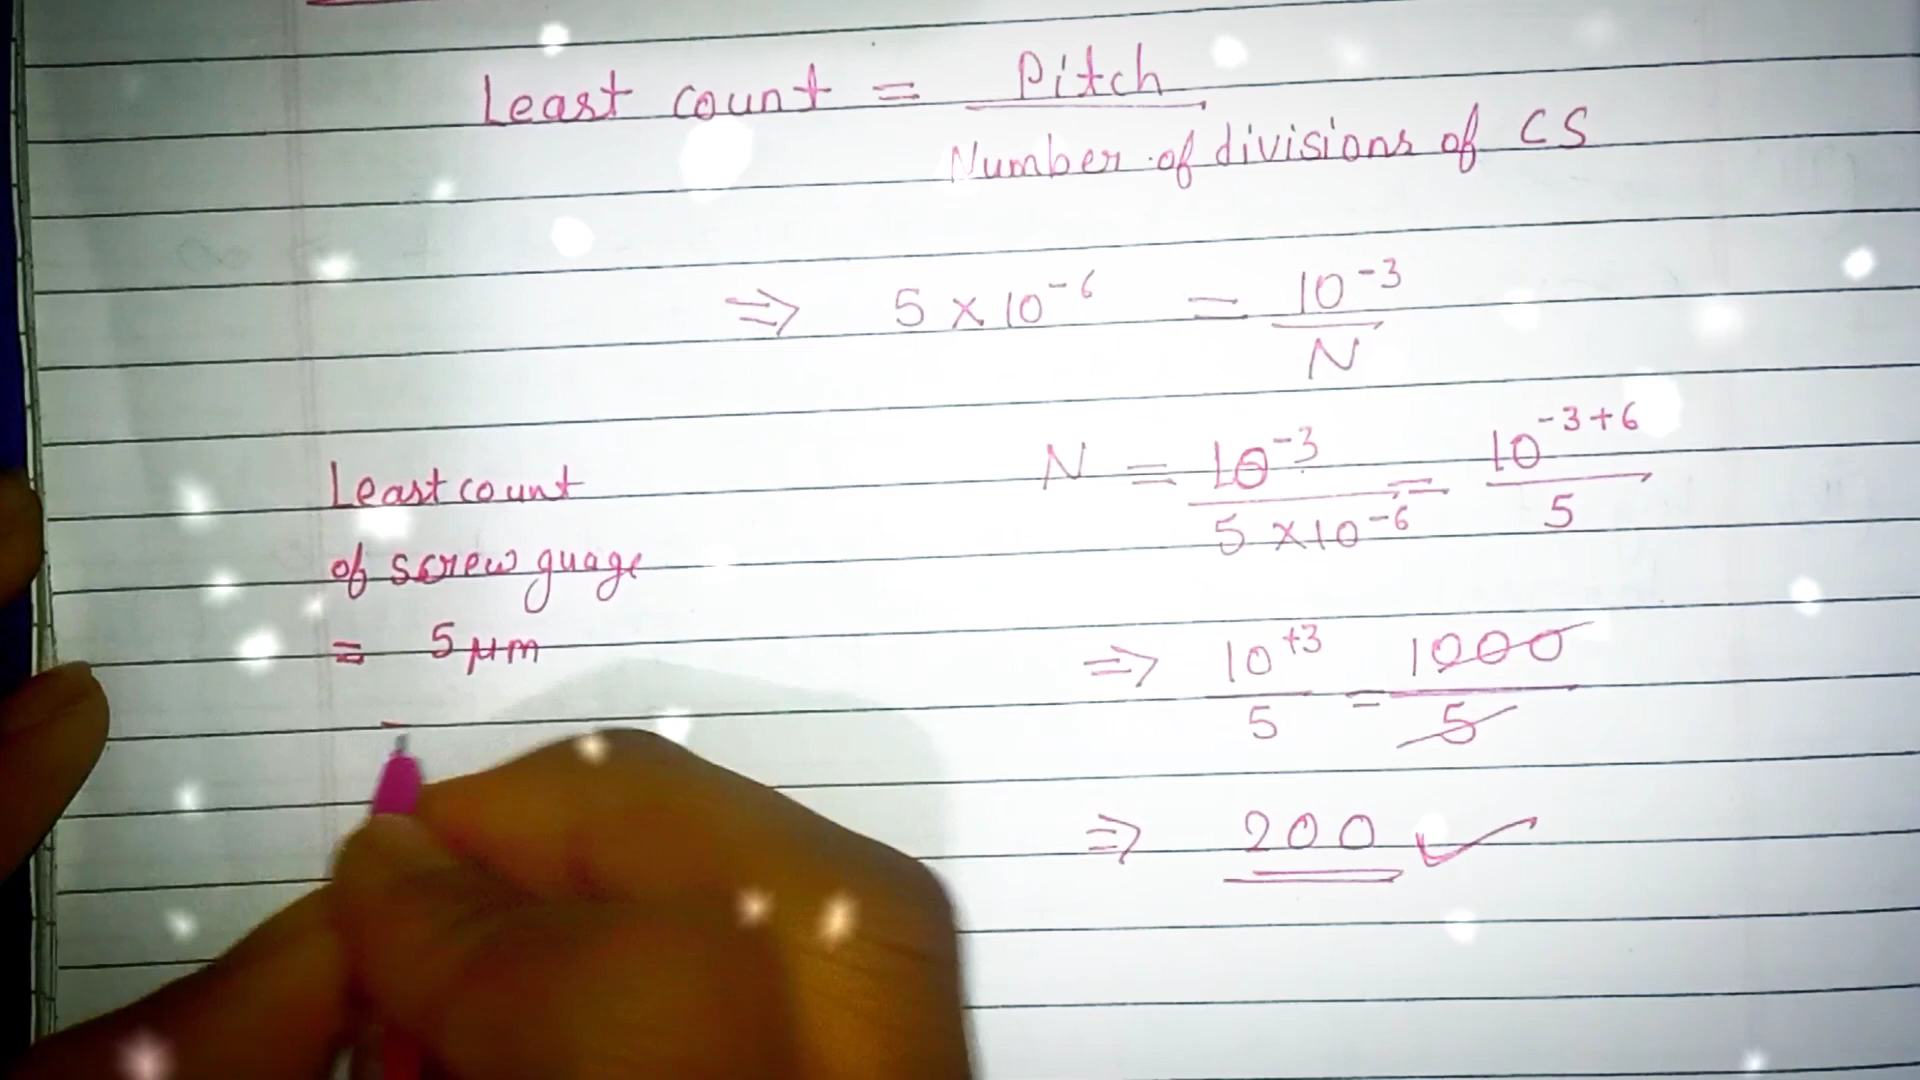 Least count = Pitch
Number of divisions of CS
⇒ 5 × 10⁻⁶ = 10⁻³
N
N = 10⁻³ = 10⁻³⁺⁶
5 × 10⁻⁶ 5
Least count
of screw guage
= 5 μm
⇒ 10⁺³ = 1000
5 5
⇒ 200 ✓